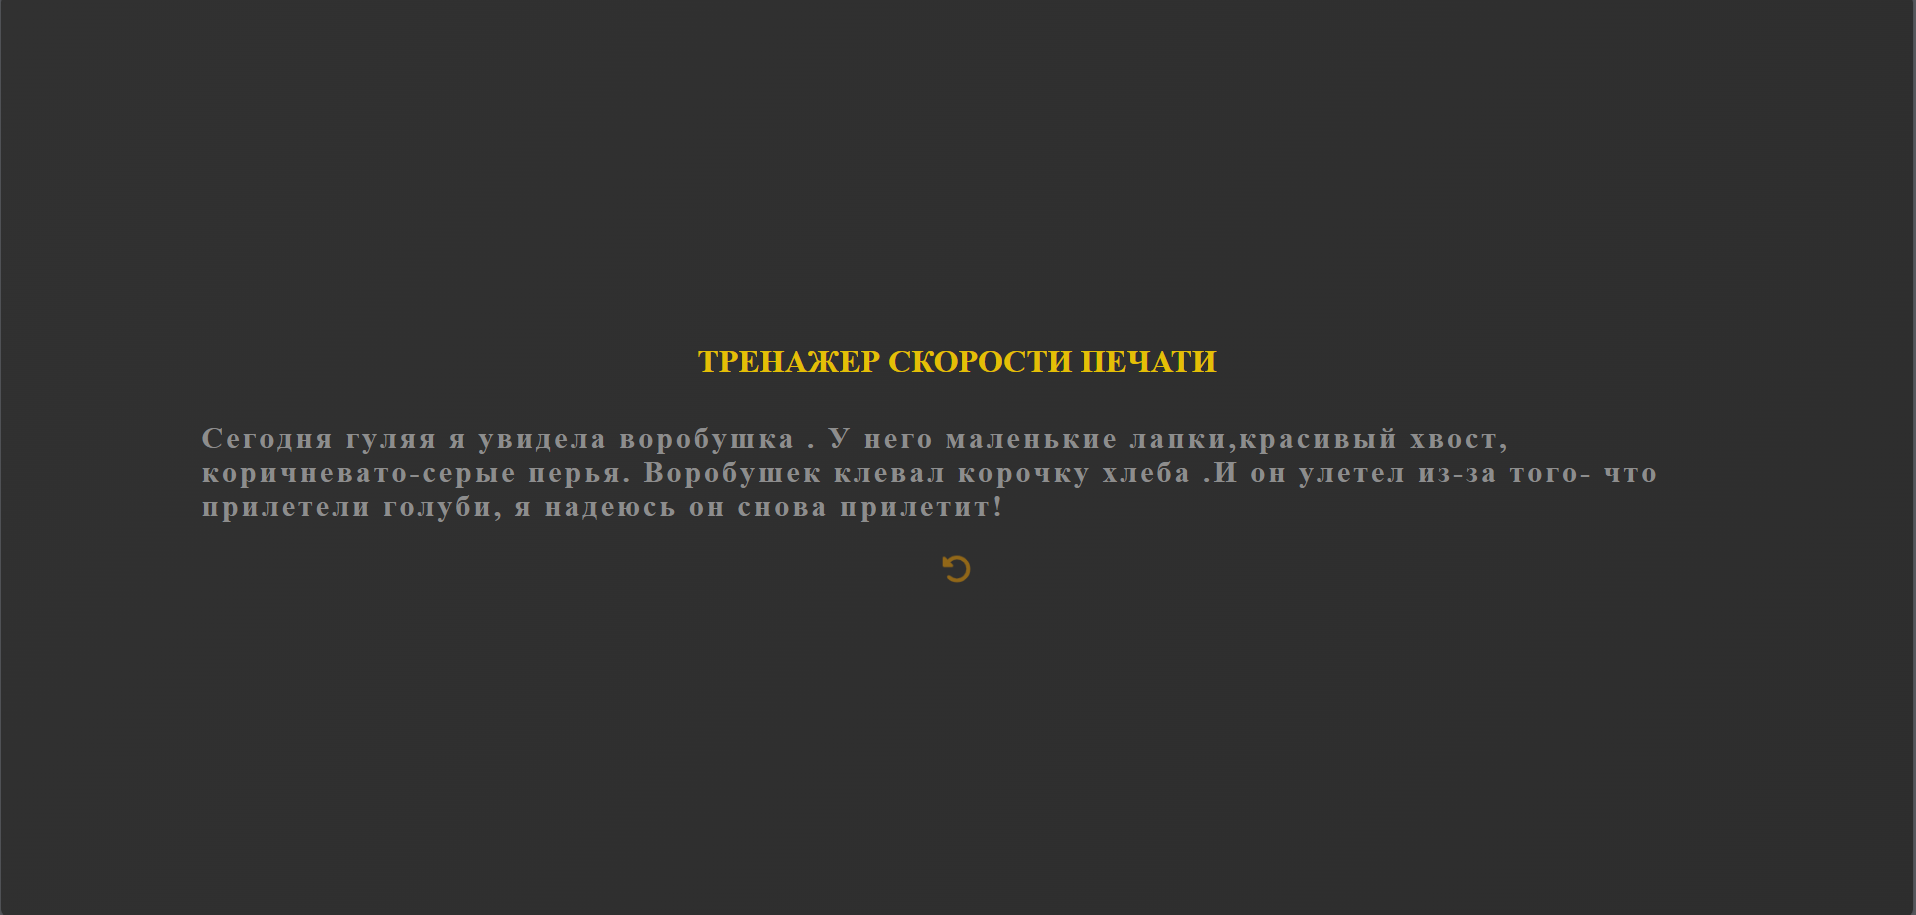 ТРЕНАЖЕР СКОРОСТИ ПЕЧАТИ
Сегодня гуляя я увидела воробушка . У него маленькие лапки,красивый хвост,
коричневато-серые перья. Воробушек клевал корочку хлеба .И он улетел из-за того- что
прилетели голуби, я надеюсь он снова прилетит!